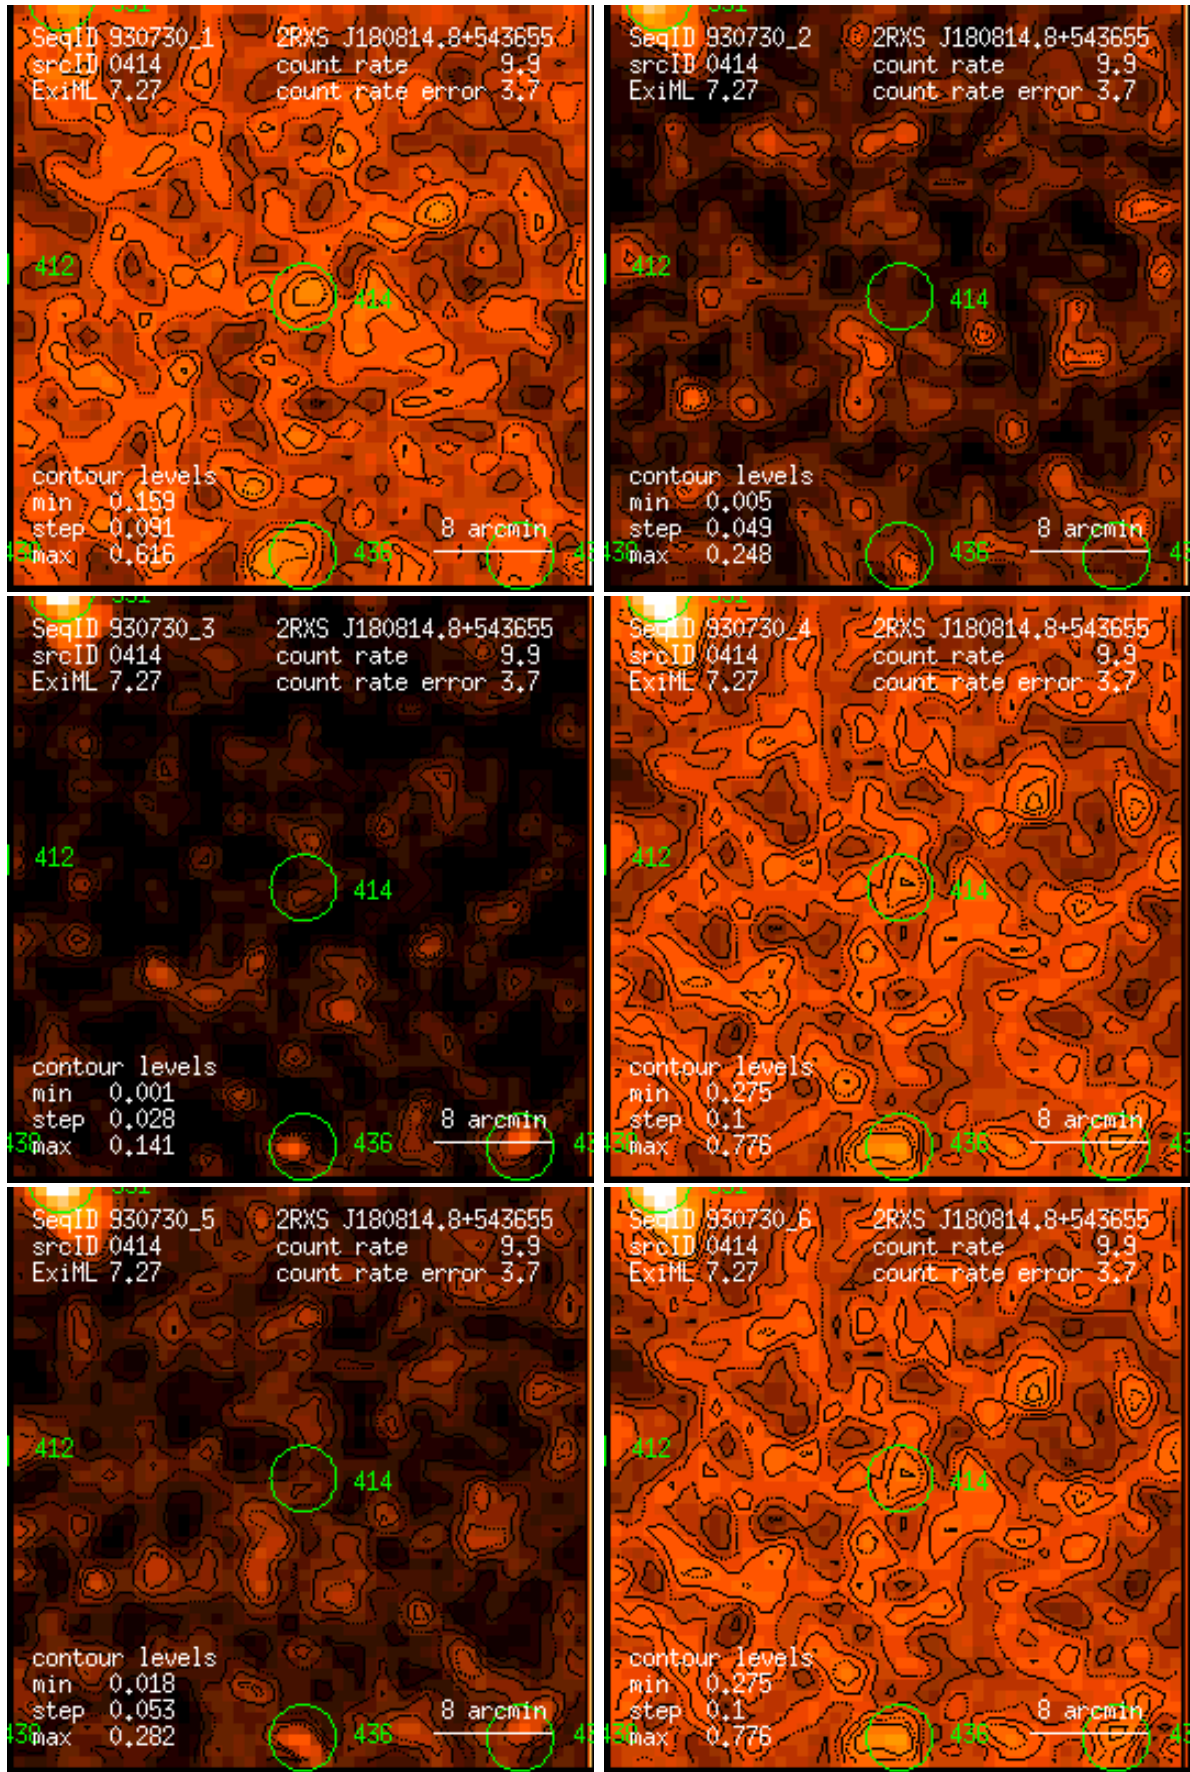 551
SeqID 930730_1 2RXS J180814.8+543655
srcID 0414 count rate 9.9
ExiML 7.27 count rate error 3.7
412
414
contour levels
min 0.159
step 0.091 8 arcmin
max 0.616
436
SeqID 930730_2 2RXS J180814.8+543655
srcID 0414 count rate 9.9
ExiML 7.27 count rate error 3.7
412
414
contour levels
min 0.005
step 0.049 8 arcmin
max 0.248
436
SeqID 930730_3 2RXS J180814.8+543655
srcID 0414 count rate 9.9
ExiML 7.27 count rate error 3.7
412
414
contour levels
min 0.001
step 0.028 8 arcmin
max 0.141
436
SeqID 930730_4 2RXS J180814.8+543655
srcID 0414 count rate 9.9
ExiML 7.27 count rate error 3.7
412
414
contour levels
min 0.275
step 0.1 8 arcmin
max 0.776
436
SeqID 930730_5 2RXS J180814.8+543655
srcID 0414 count rate 9.9
ExiML 7.27 count rate error 3.7
412
414
contour levels
min 0.018
step 0.053 8 arcmin
max 0.282
436
SeqID 930730_6 2RXS J180814.8+543655
srcID 0414 count rate 9.9
ExiML 7.27 count rate error 3.7
412
414
contour levels
min 0.275
step 0.1 8 arcmin
max 0.776
436